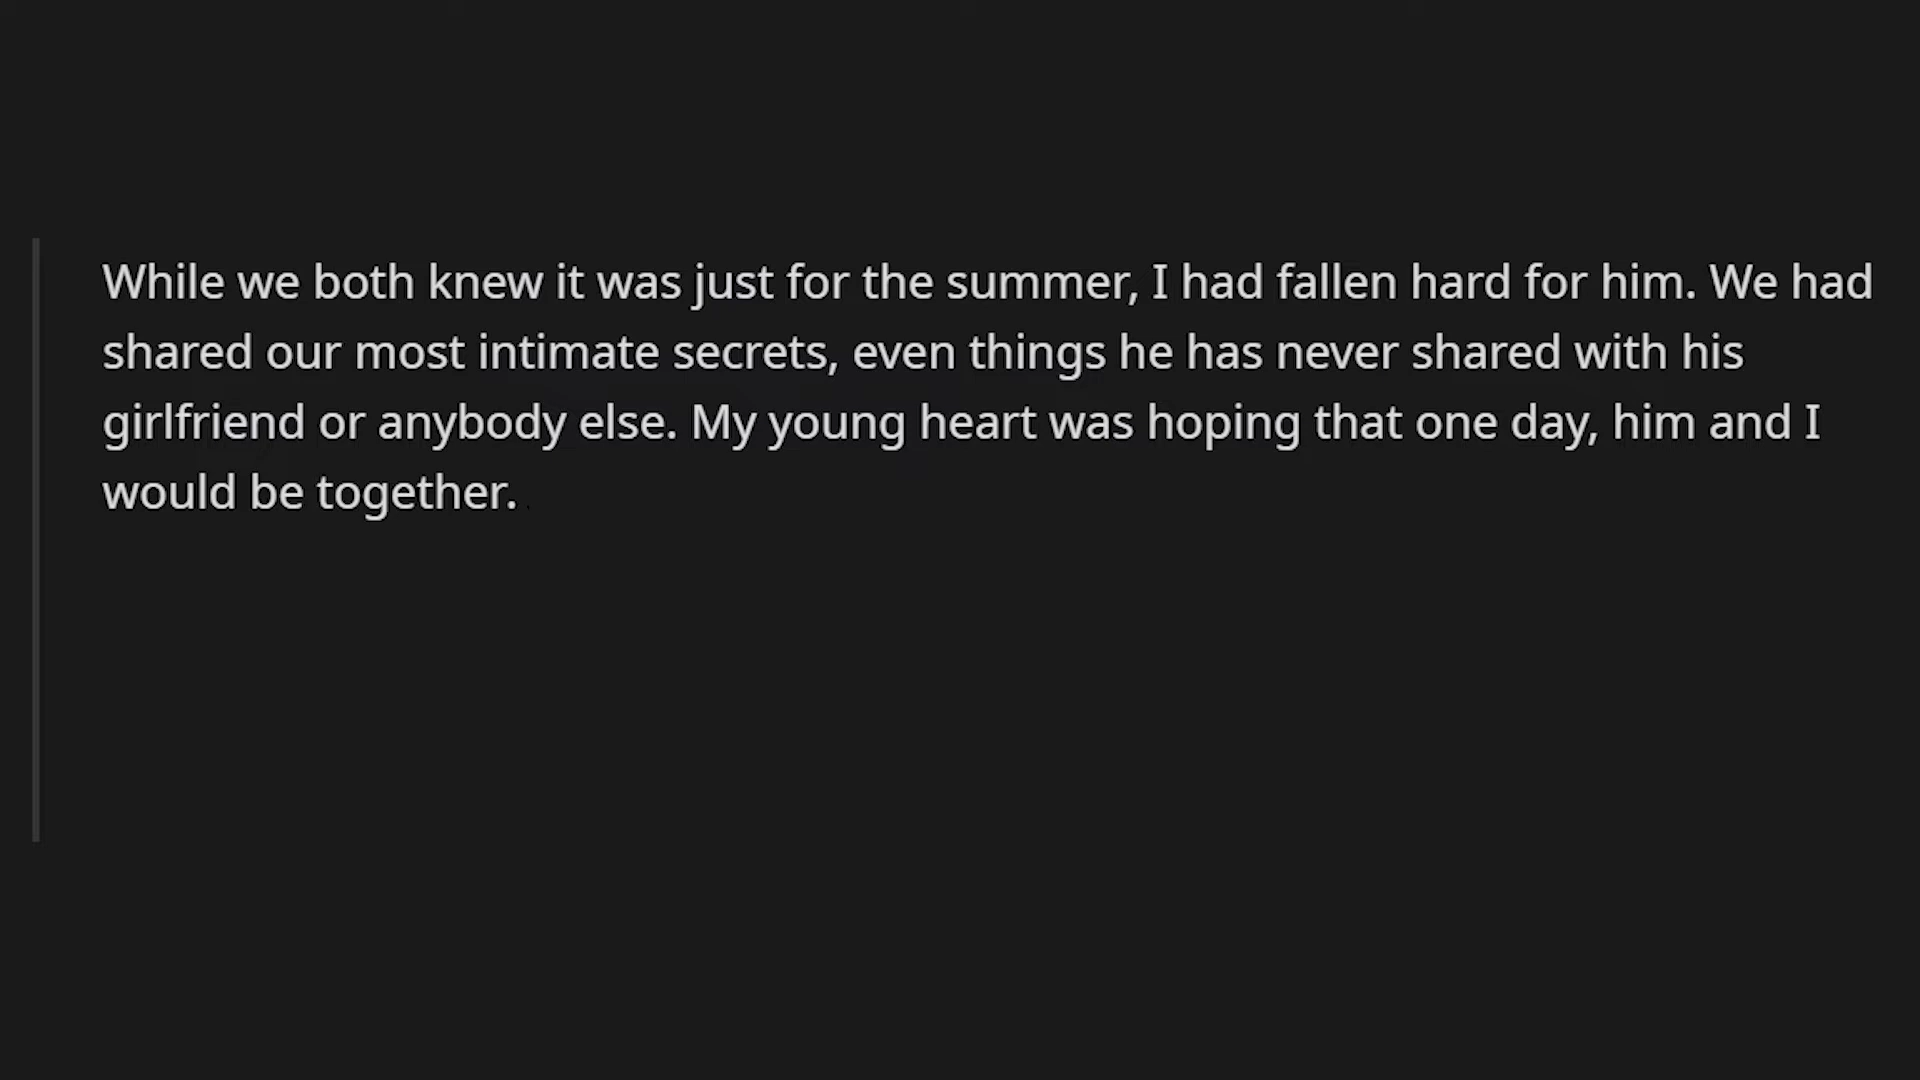 While we both knew it was just for the summer, I had fallen hard for him. We had
shared our most intimate secrets, even things he has never shared with his
girlfriend or anybody else. My young heart was hoping that one day, him and I
would be together.